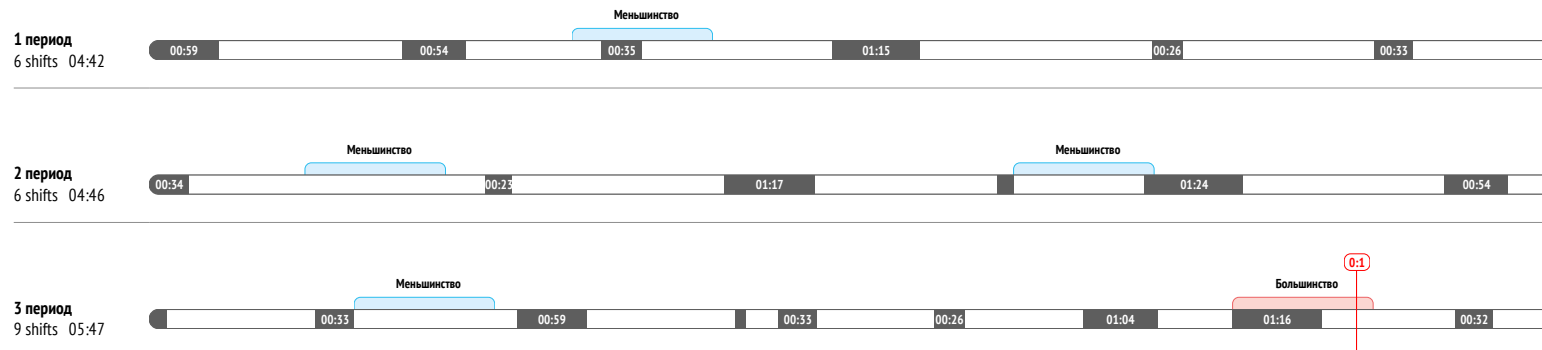 Меньшинство
1 период
6 shifts 04:42
00:59 00:54 00:35 01:15 00:26 00:33
Меньшинство Меньшинство
2 период
6 shifts 04:46
00:34 00:23 01:17 01:24 00:54
0:1
Меньшинство Большинство
3 период
9 shifts 05:47
00:33 00:59 00:33 00:26 01:04 01:16 00:32